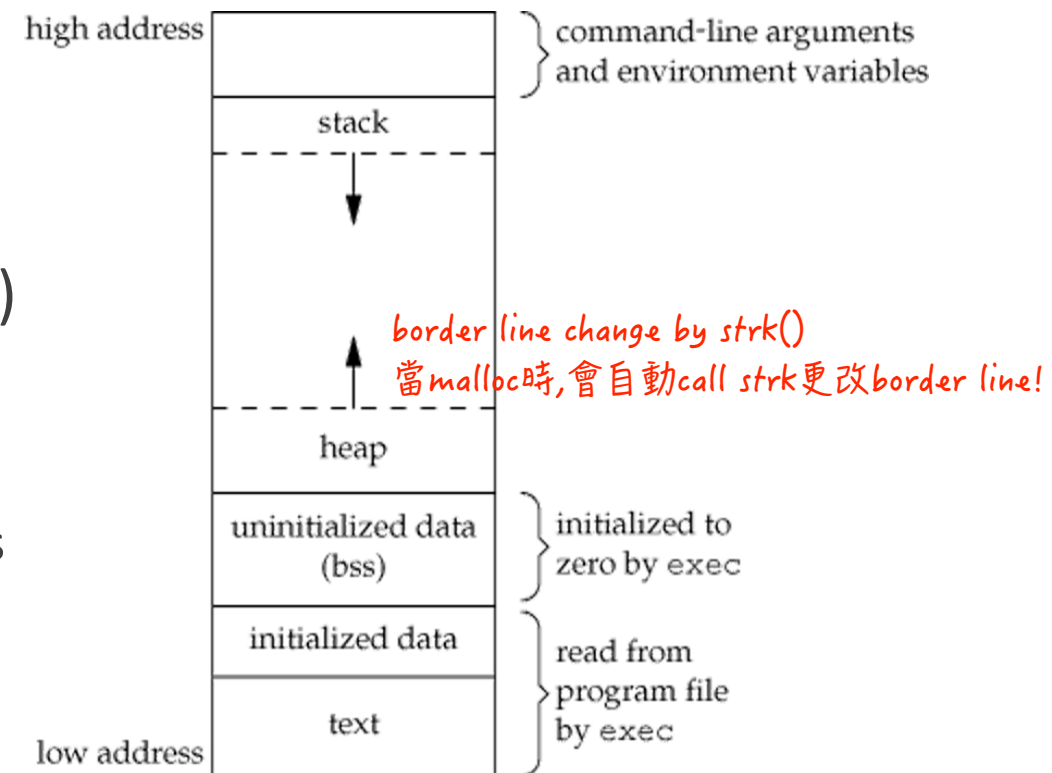 high address
command-line arguments
and environment variables
stack
)
border line change by strk()
當malloc時,會自動call strk更改border line!
heap
s
uninitialized data
(bss)
initialized to
zero by exec
initialized data
read from
program file
by exec
text
low address